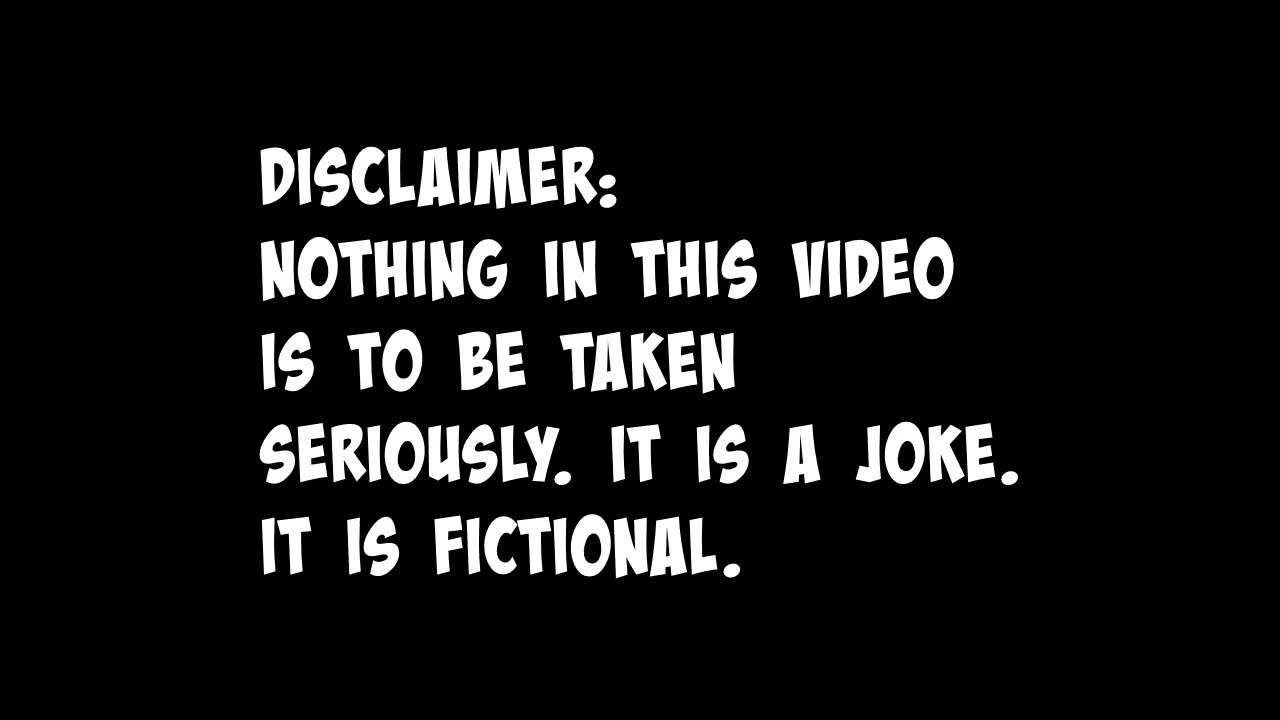 DISCLAIMER:
NOTHING IN THIS VIDEO
IS TO BE TAKEN
SERIOUSLY. IT IS A JOKE.
IT IS FICTIONAL.